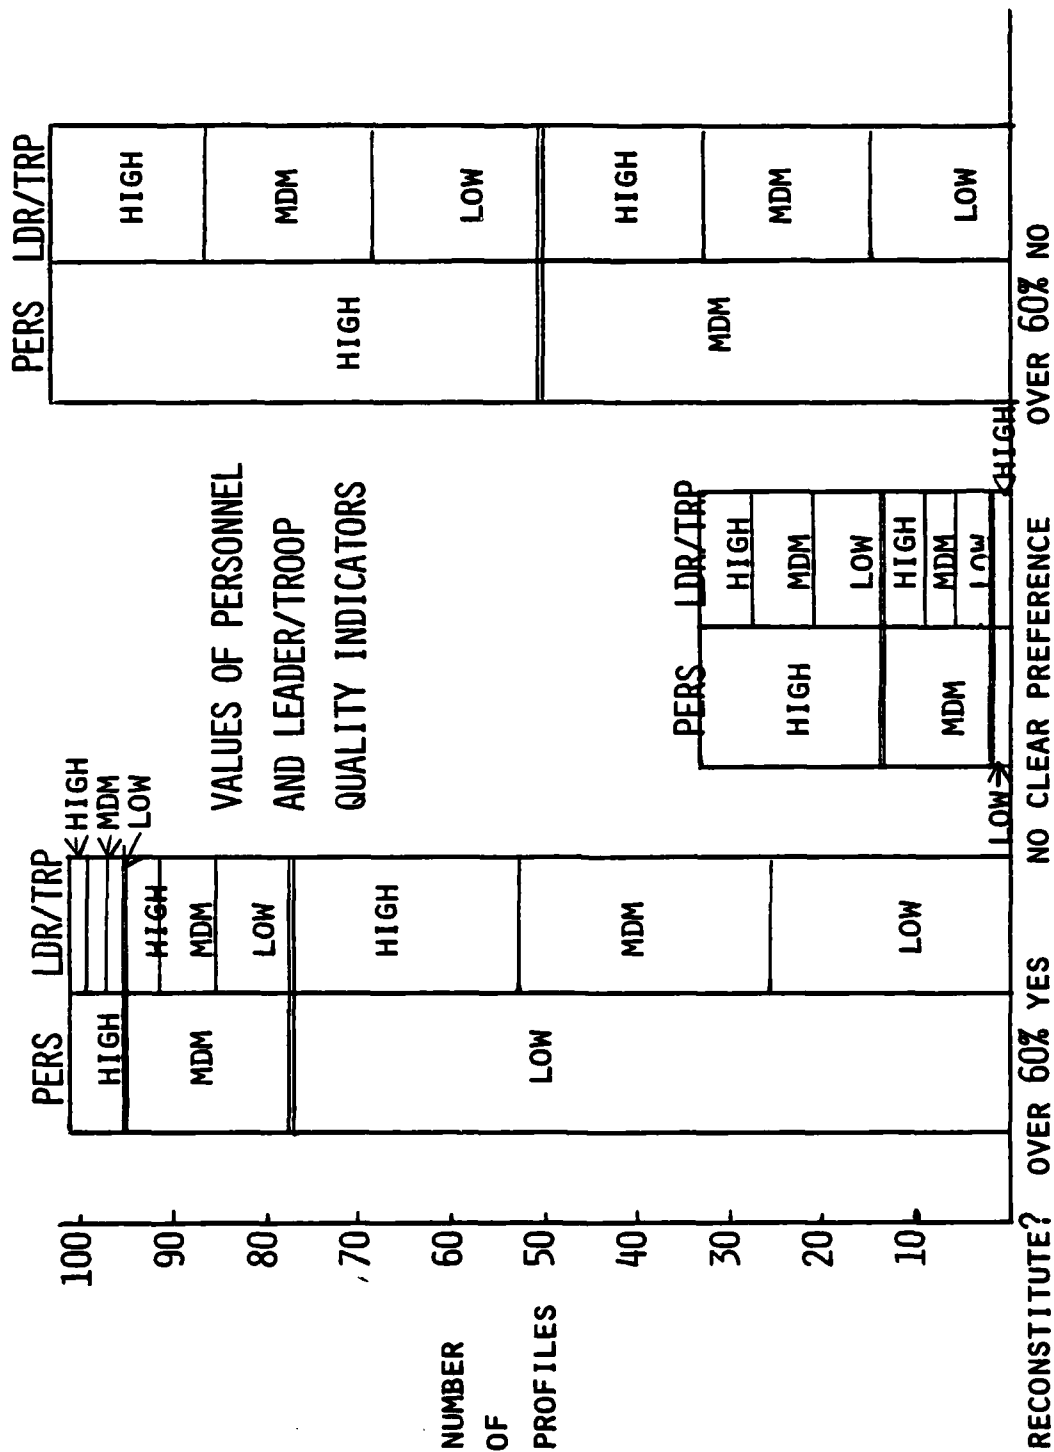 VALUES OF PERSONNEL
AND LEADER/TROOP
QUALITY INDICATORS
NUMBER
OF
PROFILES
100
90
80
70
60
50
40
30
20
10
PERS LDR/TRP
HIGH
MDM
LOW
HIGH
MDM
LOW
HIGH
MDM
LOW
HIGH
MDM
LOW
PERS LDR/TRP
HIGH
MDM
LOW
HIGH
MDM
LOW
HIGH
MDM
LOW
HIGH
PERS LDR/TRP
HIGH
MDM
HIGH
MDM
LOW
HIGH
MDM
LOW
RECONSTITUTE? OVER 60% YES NO CLEAR PREFERENCE OVER 60% NO